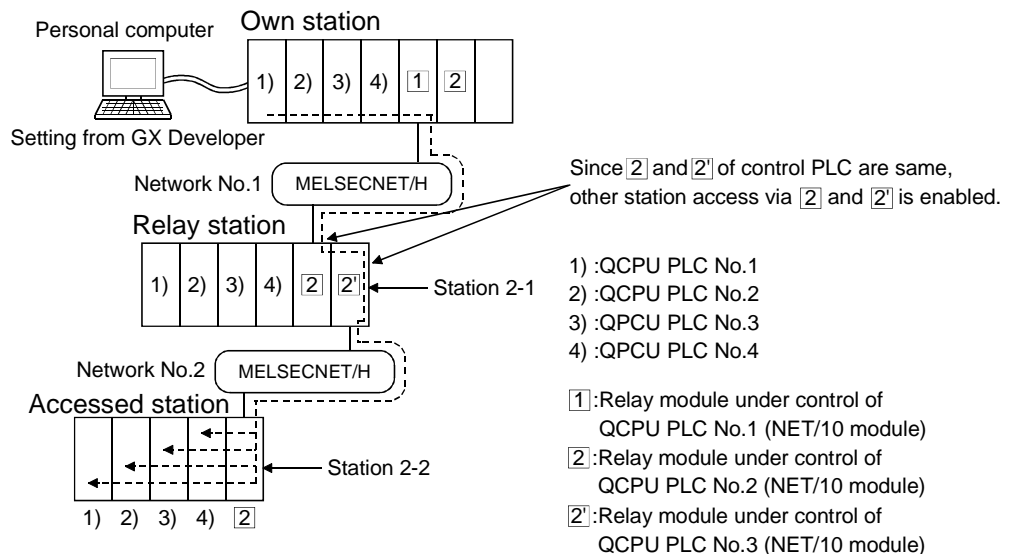 Own station
Personal computer
1) 2) 3) 4) 1 2
Setting from GX Developer
Network No.1 MELSECNET/H
Since 2 and 2' of control PLC are same,
other station access via 2 and 2' is enabled.
Relay station
1) 2) 3) 4) 2 2'
Station 2-1
Network No.2 MELSECNET/H
Accessed station
Station 2-2
1) 2) 3) 4) 2
1) :QCPU PLC No.1
2) :QCPU PLC No.2
3) :QPCU PLC No.3
4) :QPCU PLC No.4
1:Relay module under control of
QCPU PLC No.1 (NET/10 module)
2:Relay module under control of
QCPU PLC No.2 (NET/10 module)
2':Relay module under control of
QCPU PLC No.3 (NET/10 module)